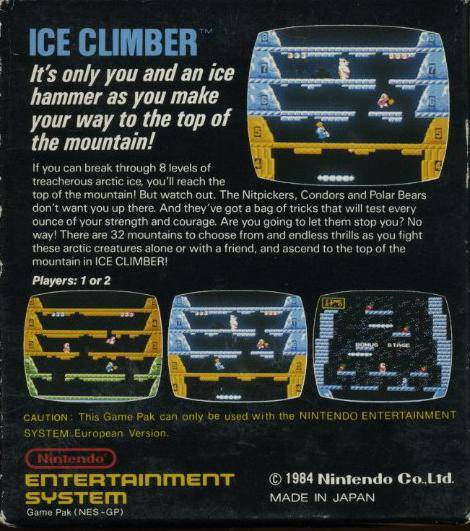 ICE CLIMBER™
It's only you and an ice
hammer as you make
your way to the top of
the mountain!
If you can break through 8 levels of
treacherous arctic ice, you'll reach the
top of the mountain! But watch out. The Nitpickers, Condors and Polar Bears
don't want you up there. And they've got a bag of tricks that will test every
ounce of your strength and courage. Are you going to let them stop you? No
way! There are 32 mountains to choose from and endless thrills as you fight
these arctic creatures alone or with a friend, and ascend to the top of the
mountain in ICE CLIMBER!
Players: 1 or 2
BONUS STAGE
CAUTION: This Game Pak can only be used with the NINTENDO ENTERTAINMENT
SYSTEM European Version.
Nintendo®
ENTERTAINMENT
SYSTEM
Game Pak (NES-GP)
© 1984 Nintendo Co.,Ltd.
MADE IN JAPAN